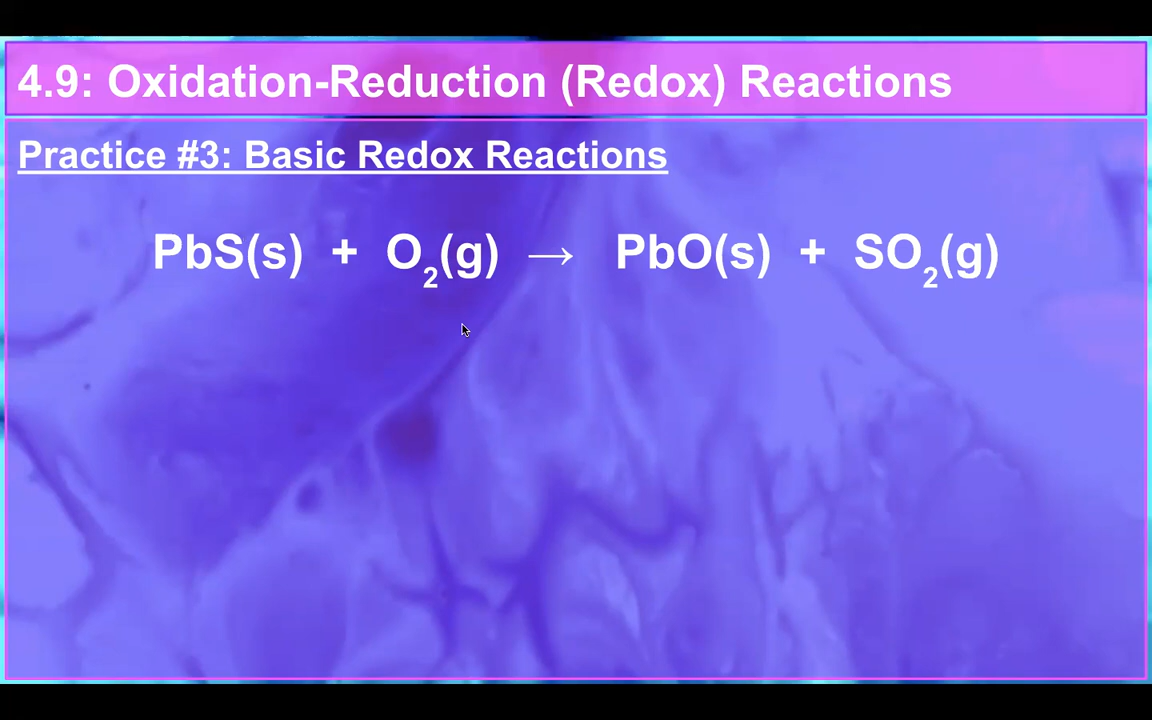 4.9: Oxidation-Reduction (Redox) Reactions
Practice #3: Basic Redox Reactions
PbS(s) + O₂(g) → PbO(s) + SO₂(g)